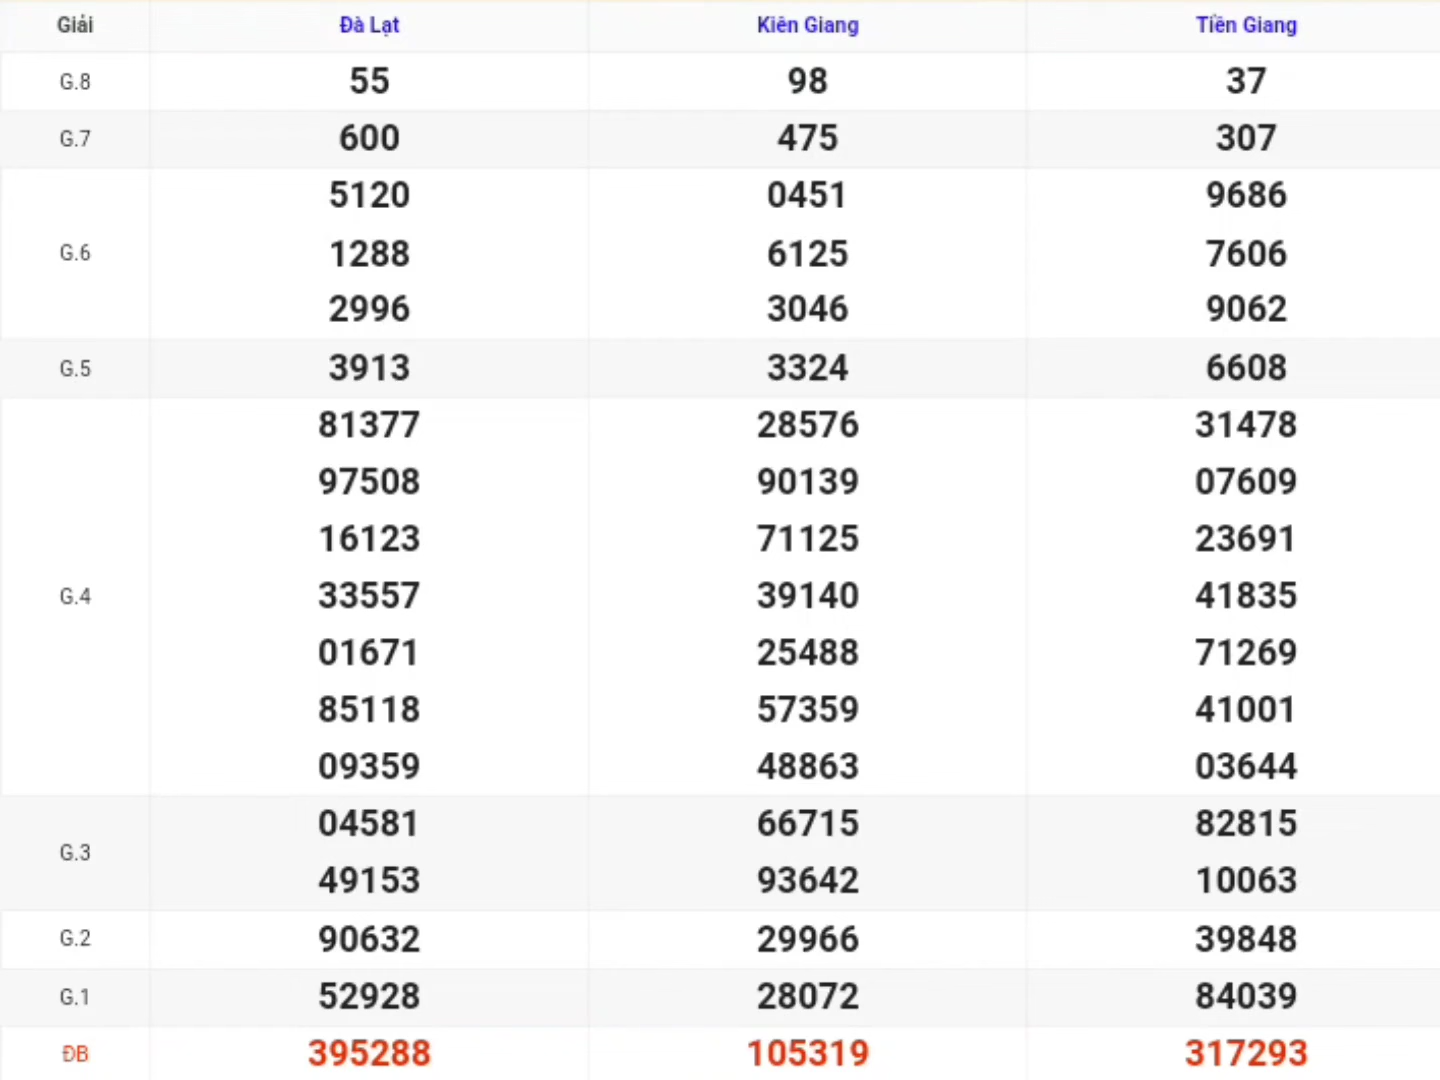 Giải Đà Lạt Kiên Giang Tiền Giang
G.8 55 98 37
G.7 600 475 307
5120 0451 9686
G.6 1288 6125 7606
2996 3046 9062
G.5 3913 3324 6608
81377 28576 31478
97508 90139 07609
16123 71125 23691
G.4 33557 39140 41835
01671 25488 71269
85118 57359 41001
09359 48863 03644
G.3 04581 66715 82815
49153 93642 10063
G.2 90632 29966 39848
G.1 52928 28072 84039
ĐB 395288 105319 317293